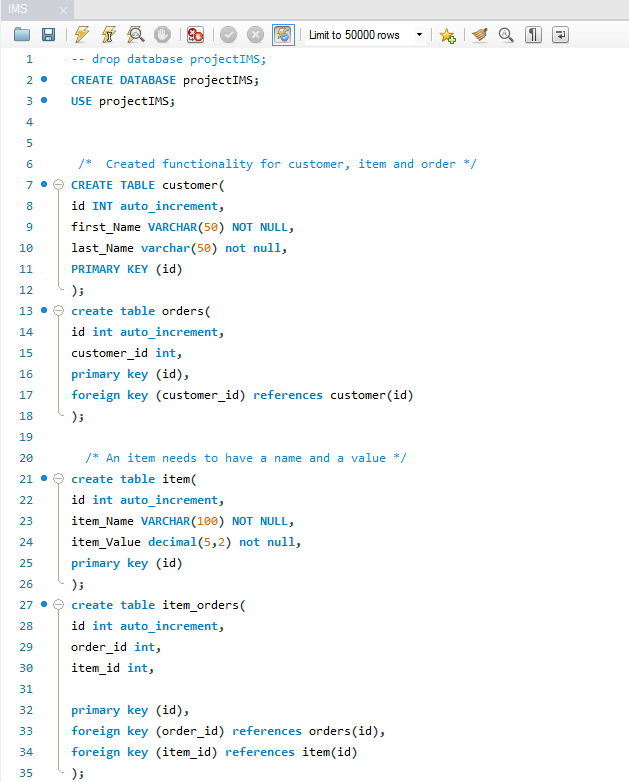 IMS
Limit to 50000 rows
1 -- drop database projectIMS;
2 CREATE DATABASE projectIMS;
3 USE projectIMS;
4
5
6 /*  Created functionality for customer, item and order */
7 CREATE TABLE customer(
8 id INT auto_increment,
9 first_Name VARCHAR(50) NOT NULL,
10 last_Name varchar(50) not null,
11 PRIMARY KEY (id)
12 );
13 create table orders(
14 id int auto_increment,
15 customer_id int,
16 primary key (id),
17 foreign key (customer_id) references customer(id)
18 );
19
20 /* An item needs to have a name and a value */
21 create table item(
22 id int auto_increment,
23 item_Name VARCHAR(100) NOT NULL,
24 item_Value decimal(5,2) not null,
25 primary key (id)
26 );
27 create table item_orders(
28 id int auto_increment,
29 order_id int,
30 item_id int,
31
32 primary key (id),
33 foreign key (order_id) references orders(id),
34 foreign key (item_id) references item(id)
35 );